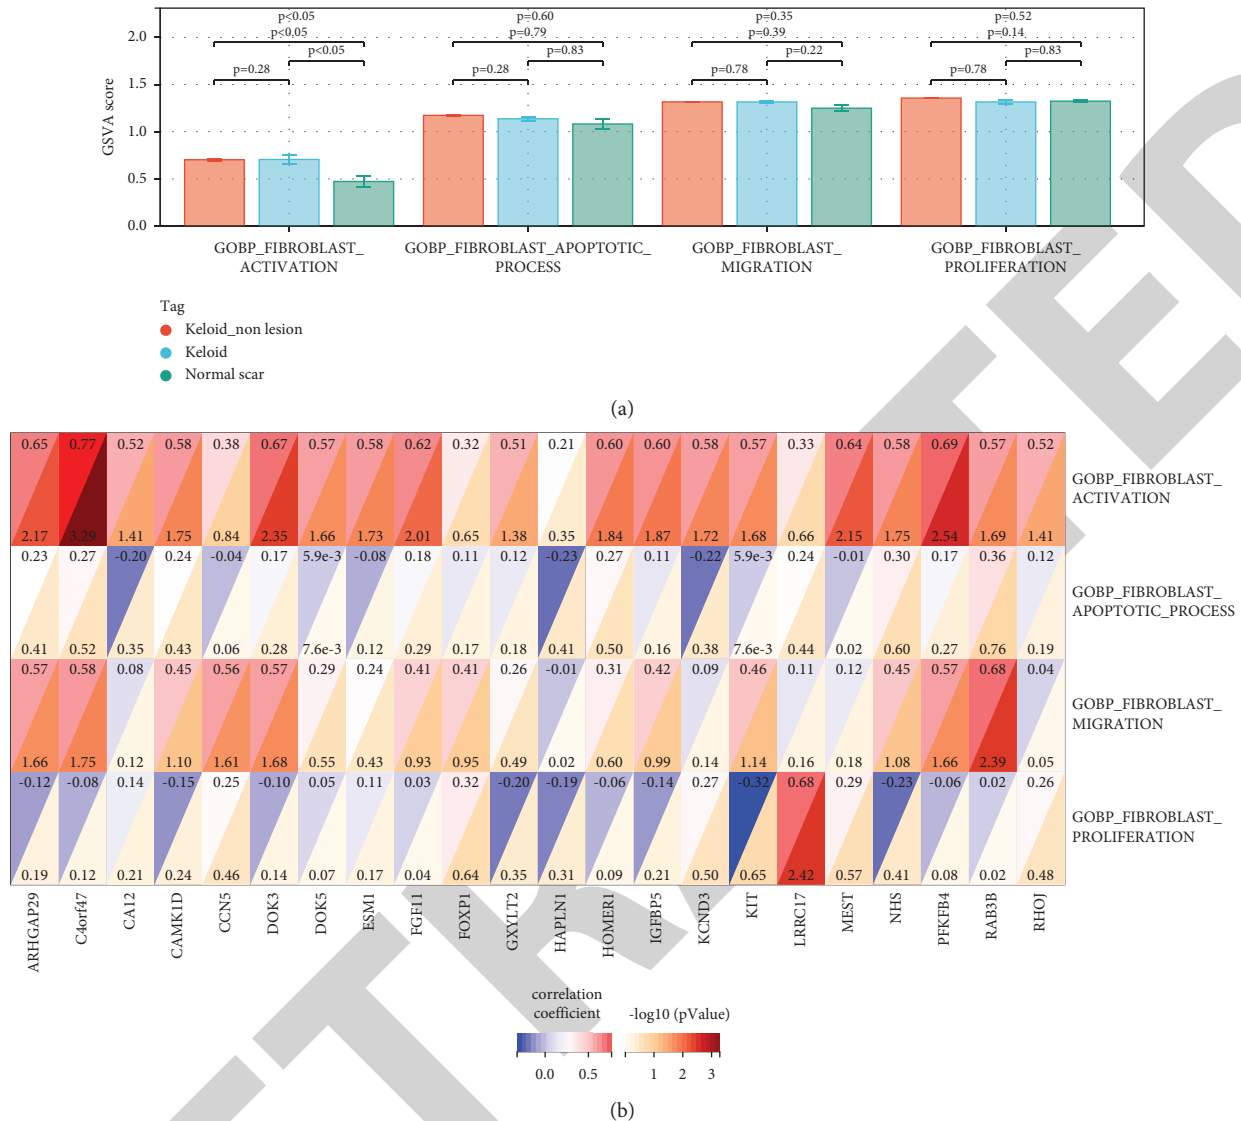 p<0.05 p=0.60 p=0.35 p=0.52
p<0.05 p=0.79 p=0.39 p=0.14
p<0.05 p=0.83 p=0.22 p=0.83
p=0.28 p=0.28 p=0.78 p=0.78
2.0
1.5
1.0
0.5
0.0
GSVA score
GOBP_FIBROBLAST_
ACTIVATION
GOBP_FIBROBLAST_APOPTOTIC_
PROCESS
GOBP_FIBROBLAST_
MIGRATION
GOBP_FIBROBLAST_
PROLIFERATION
Tag
Keloid_non lesion
Keloid
Normal scar
(a)
0.65 0.77 0.52 0.58 0.38 0.67 0.57 0.58 0.62 0.32 0.51 0.21 0.60 0.60 0.58 0.57 0.33 0.64 0.58 0.69 0.57 0.52
2.17 3.29 1.41 1.75 0.84 2.35 1.66 1.73 2.01 0.65 1.38 0.35 1.84 1.87 1.72 1.68 0.66 2.15 1.75 2.54 1.69 1.41
GOBP_FIBROBLAST_
ACTIVATION
0.23 0.27 -0.20 0.24 -0.04 0.17 5.9e-3 -0.08 0.18 0.11 0.12 -0.23 0.27 0.11 -0.22 5.9e-3 0.24 -0.01 0.30 0.17 0.36 0.12
0.41 0.52 0.35 0.43 0.06 0.28 7.6e-3 0.12 0.29 0.17 0.18 0.41 0.50 0.16 0.38 7.6e-3 0.44 0.02 0.60 0.27 0.76 0.19
GOBP_FIBROBLAST_
APOPTOTIC_PROCESS
0.57 0.58 0.08 0.45 0.56 0.57 0.29 0.24 0.41 0.41 0.26 -0.01 0.31 0.42 0.09 0.46 0.11 0.12 0.45 0.57 0.68 0.04
1.66 1.75 0.12 1.10 1.61 1.68 0.55 0.43 0.93 0.95 0.49 0.02 0.60 0.99 0.14 1.14 0.16 0.18 1.08 1.66 2.39 0.05
GOBP_FIBROBLAST_
MIGRATION
-0.12 -0.08 0.14 -0.15 0.25 -0.10 0.05 0.11 0.03 0.32 -0.20 -0.19 -0.06 -0.14 0.27 -0.32 0.68 0.29 -0.23 -0.06 0.02 0.26
0.19 0.12 0.21 0.24 0.46 0.14 0.07 0.17 0.04 0.64 0.35 0.31 0.09 0.21 0.50 0.65 2.42 0.57 0.41 0.08 0.02 0.48
GOBP_FIBROBLAST_
PROLIFERATION
ARHGAP29
C4orf47
CA12
CAMK1D
CCN5
DOK3
DOK5
ESM1
FGF11
FOXP1
GXYLT2
HAPLN1
HOMER1
IGFBP5
KCND3
KIT
LRRC17
MEST
NHS
PFKFB4
RAB3B
RHOJ
correlation
coefficient
0.0 0.5
-log10 (pValue)
1 2 3
(b)